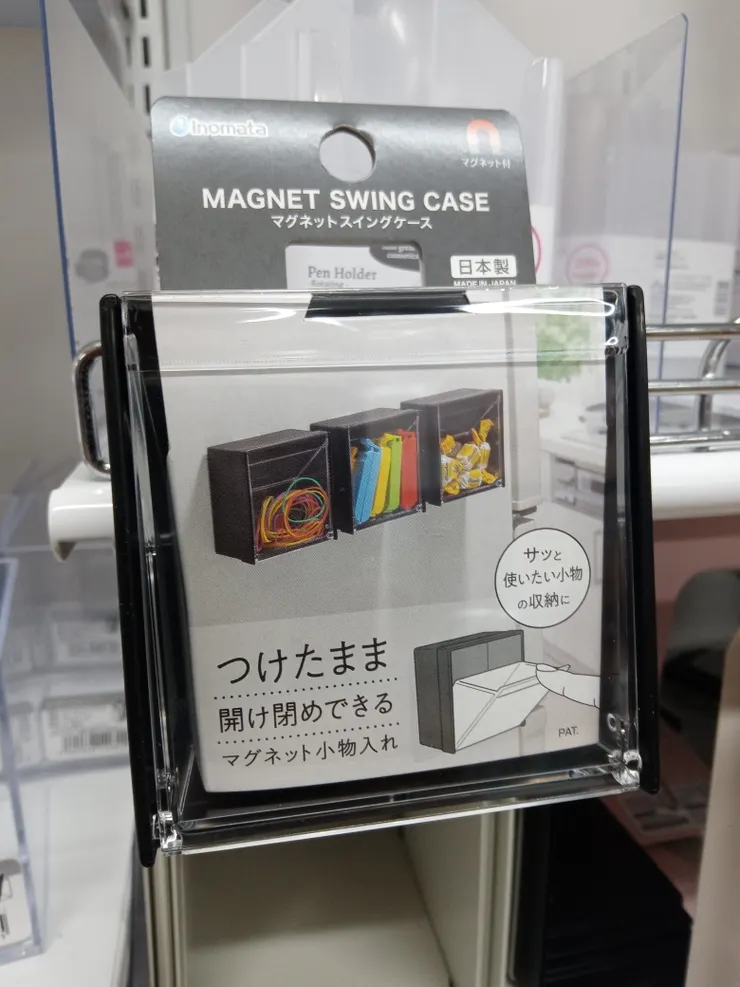 Inomata
マグネット付
MAGNET SWING CASE
マグネットスイングケース
Pen Holder
Rotating
日本製
MADE IN JAPAN
サッと
使いたい小物
の収納に
つけたまま
開け閉めできる
マグネット小物入れ
PAT.